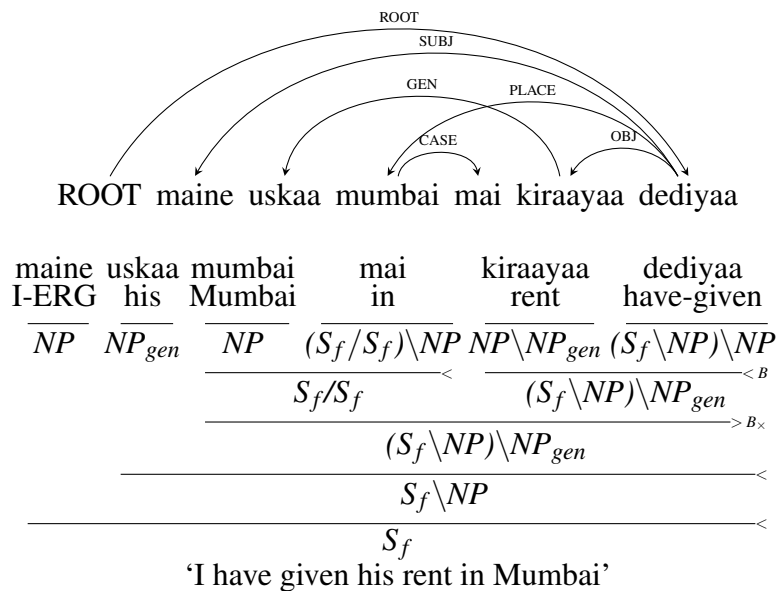 ROOT
SUBJ
GEN PLACE
CASE OBJ
ROOT maine uskaa mumbai mai kiraayaa dediyaa
maine uskaa mumbai mai kiraayaa dediyaa
I-ERG his Mumbai in rent have-given
NP NP_gen NP (S_f/S_f)\NP NP\NP_gen (S_f\NP)\NP
< < B
S_f/S_f (S_f\NP)\NP_gen
> B_×
(S_f\NP)\NP_gen
<
S_f\NP
<
S_f
‘I have given his rent in Mumbai’